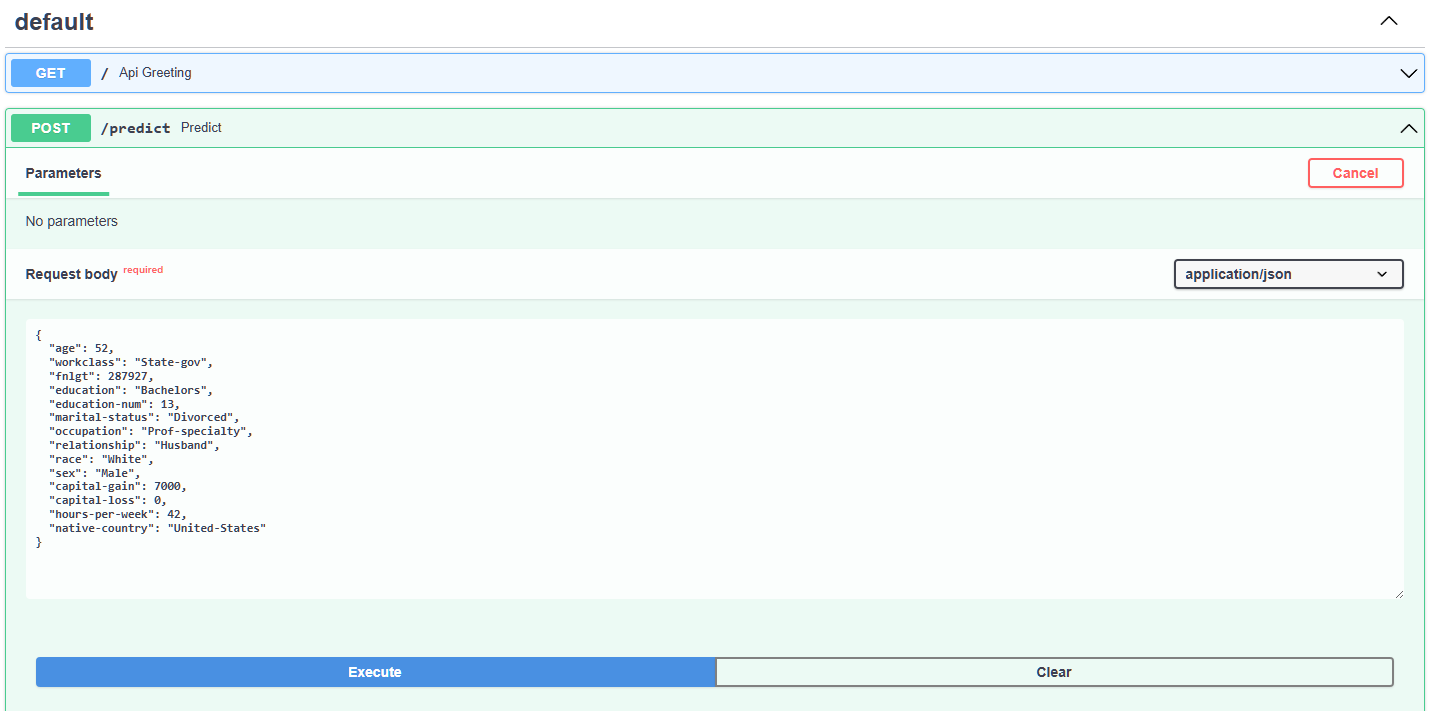 default
GET / Api Greeting
POST /predict Predict
Parameters
Cancel
No parameters
Request body required
application/json
{
"age": 52,
"workclass": "State-gov",
"fnlgt": 287927,
"education": "Bachelors",
"education-num": 13,
"marital-status": "Divorced",
"occupation": "Prof-specialty",
"relationship": "Husband",
"race": "White",
"sex": "Male",
"capital-gain": 7000,
"capital-loss": 0,
"hours-per-week": 42,
"native-country": "United-States"
}
Execute
Clear